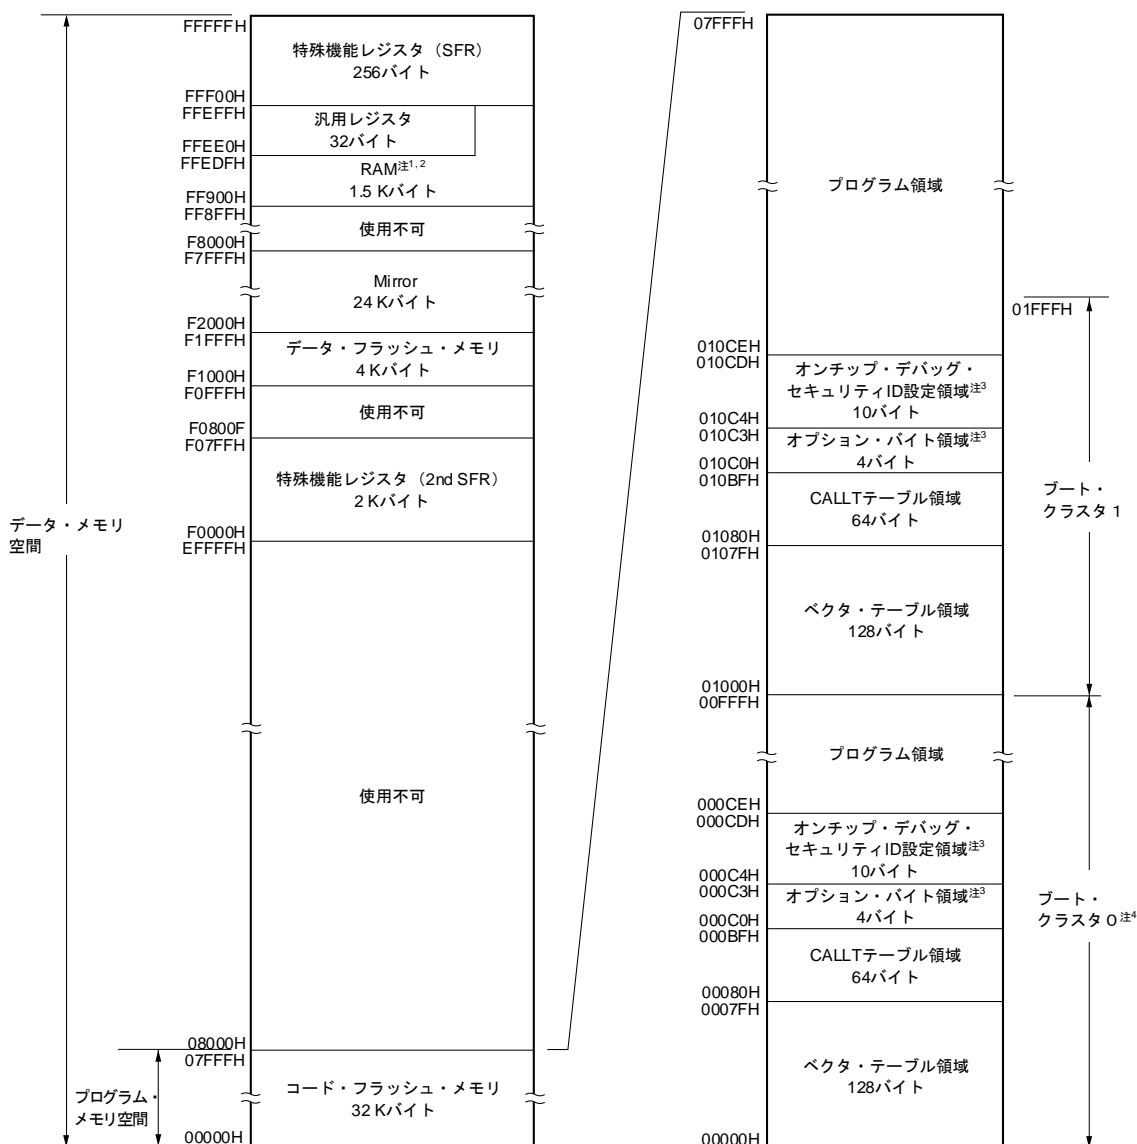 FFFFFH
特殊機能レジスタ（SFR）
256バイト
FFF00H
FFEFFH
汎用レジスタ
32バイト
FFEE0H
FFEDFH
RAM注1, 2
1.5 Kバイト
FF900H
FF8FFH
使用不可
F8000H
F7FFFH
Mirror
24 Kバイト
F2000H
F1FFFH
データ・フラッシュ・メモリ
4 Kバイト
F1000H
F0FFFH
使用不可
F0800F
F07FFH
特殊機能レジスタ（2nd SFR）
2 Kバイト
データ・メモリ
空間
F0000H
EFFFFH
使用不可
08000H
07FFFH
プログラム・
メモリ空間
コード・フラッシュ・メモリ
32 Kバイト
00000H
07FFFH
プログラム領域
01FFFH
010CEH
010CDH
オンチップ・デバッグ・
セキュリティID設定領域注3
10バイト
010C4H
010C3H
オプション・バイト領域注3
4バイト
010C0H
010BFH
CALLTテーブル領域
64バイト
ブート・
クラスタ１
01080H
0107FH
ベクタ・テーブル領域
128バイト
01000H
00FFFH
プログラム領域
000CEH
000CDH
オンチップ・デバッグ・
セキュリティID設定領域注3
10バイト
000C4H
000C3H
オプション・バイト領域注3
4バイト
ブート・
クラスタ０注4
000C0H
000BFH
CALLTテーブル領域
64バイト
00080H
0007FH
ベクタ・テーブル領域
128バイト
00000H